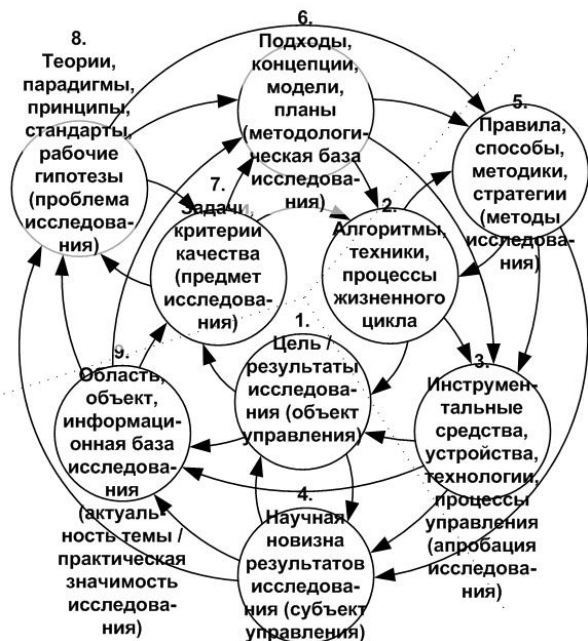 8.
Теории,
парадигмы,
принципы,
стандарты,
рабочие
гипотезы
(проблема
исследова-
ния)
6.
Подходы,
концепции,
модели,
планы
(методологи-
ческая база
исследова-
ния)
5.
Правила,
способы,
методики,
стратегии
(методы
исследова-
ния)
7.
Задачи,
критерии
качества
(предмет
исследова-
ния)
2.
Алгоритмы,
техники,
процессы
жизненного
цикла
1.
Цель /
результаты
исследова-
ния (объект
управления)
9.
Область,
объект,
информаци-
онная база
исследова-
ния
(актуаль-
ность темы /
практическая
значимость
исследова-
ния)
3.
Инструмен-
тальные
средства,
устройства,
технологии,
процессы
управления
(апробация
исследова-
ния)
4.
Научная
новизна
результатов
исследова-
ния (субъект
управления)